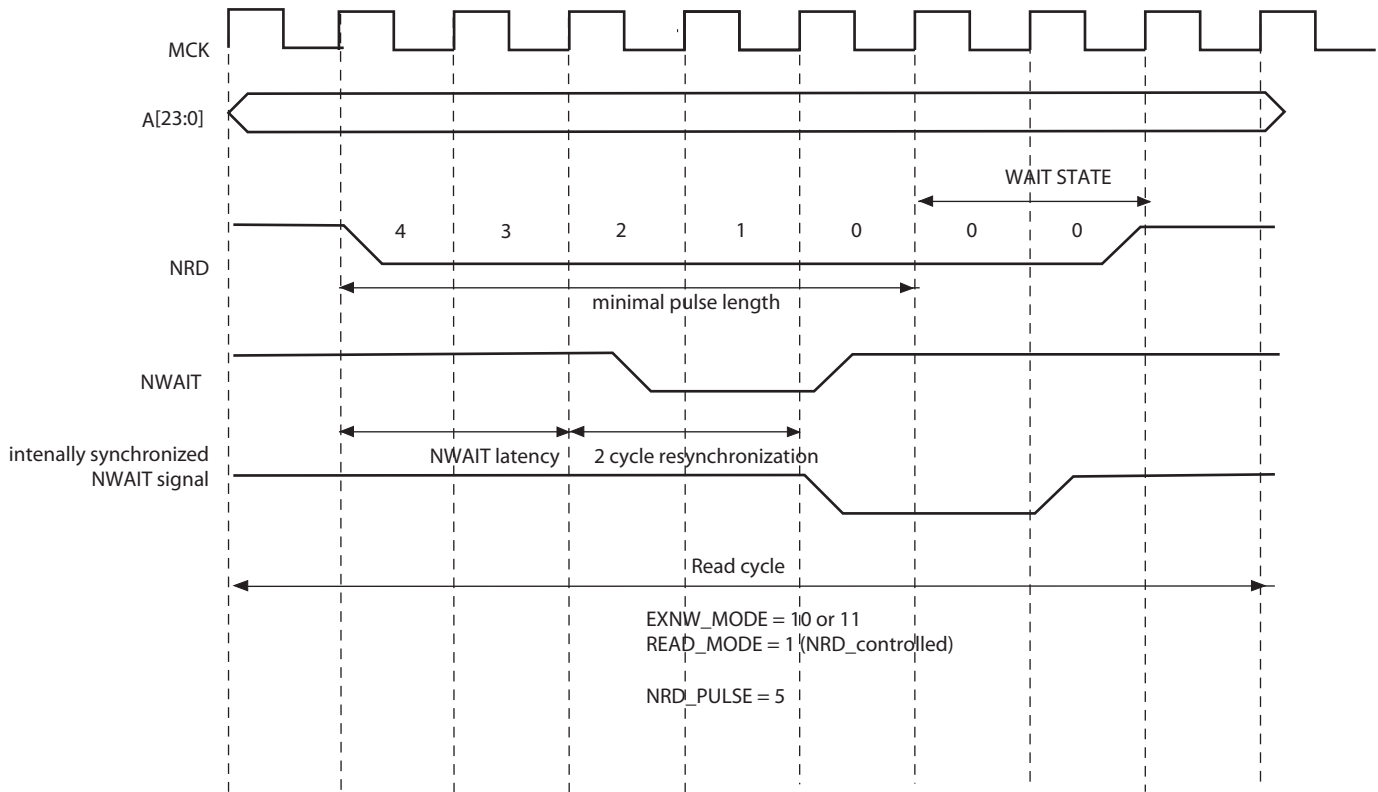 MCK
A[23:0]
WAIT STATE
4 3 2 1 0 0 0
NRD
minimal pulse length
NWAIT
NWAIT latency
2 cycle resynchronization
intenally synchronized
NWAIT signal
Read cycle
EXNW_MODE = 10 or 11
READ_MODE = 1 (NRD_controlled)
NRD_PULSE = 5